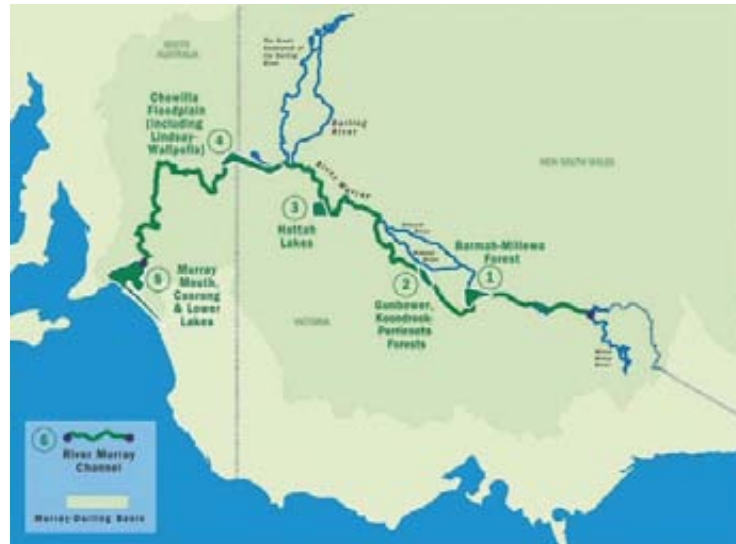 SOUTH
AUSTRALIA
Chowilla
Floodplain
(including
Lindsay-
Wallpolla)
4
Darling
River
River Murray
NEW SOUTH WALES
3
Hattah
Lakes
Barmah-Millewa
Forest
1
2
Gunbower,
Koondrook-
Perricoota
Forests
5
Murray
Mouth,
Coorong
& Lower
Lakes
VICTORIA
6
River Murray
Channel
Murray-Darling Basin